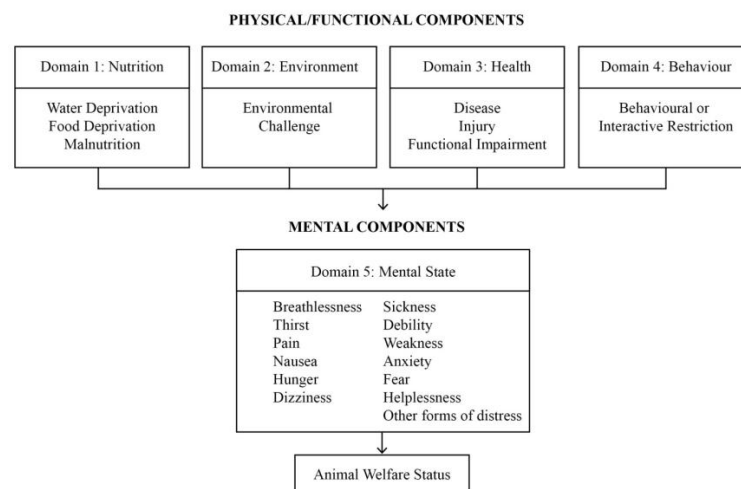 PHYSICAL/FUNCTIONAL COMPONENTS
Domain 1: Nutrition
Water Deprivation
Food Deprivation
Malnutrition
Domain 2: Environment
Environmental
Challenge
Domain 3: Health
Disease
Injury
Functional Impairment
Domain 4: Behaviour
Behavioural or
Interactive Restriction
MENTAL COMPONENTS
Domain 5: Mental State
Breathlessness
Thirst
Pain
Nausea
Hunger
Dizziness
Sickness
Debility
Weakness
Anxiety
Fear
Helplessness
Other forms of distress
Animal Welfare Status